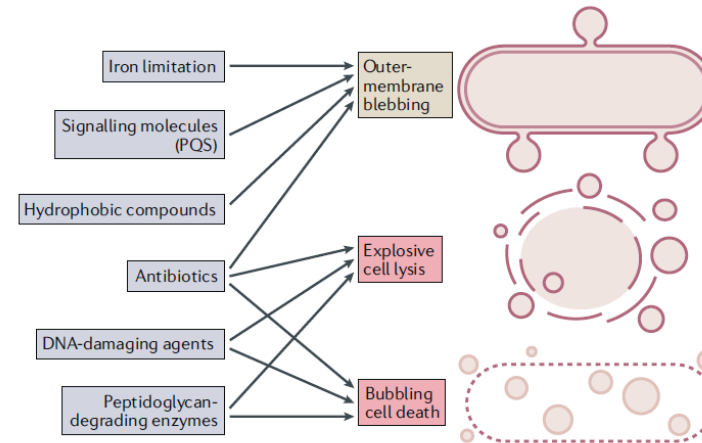 Iron limitation
Signalling molecules
(PQS)
Hydrophobic compounds
Antibiotics
DNA-damaging agents
Peptidoglycan-
degrading enzymes
Outer-
membrane
blebbing
Explosive
cell lysis
Bubbling
cell death